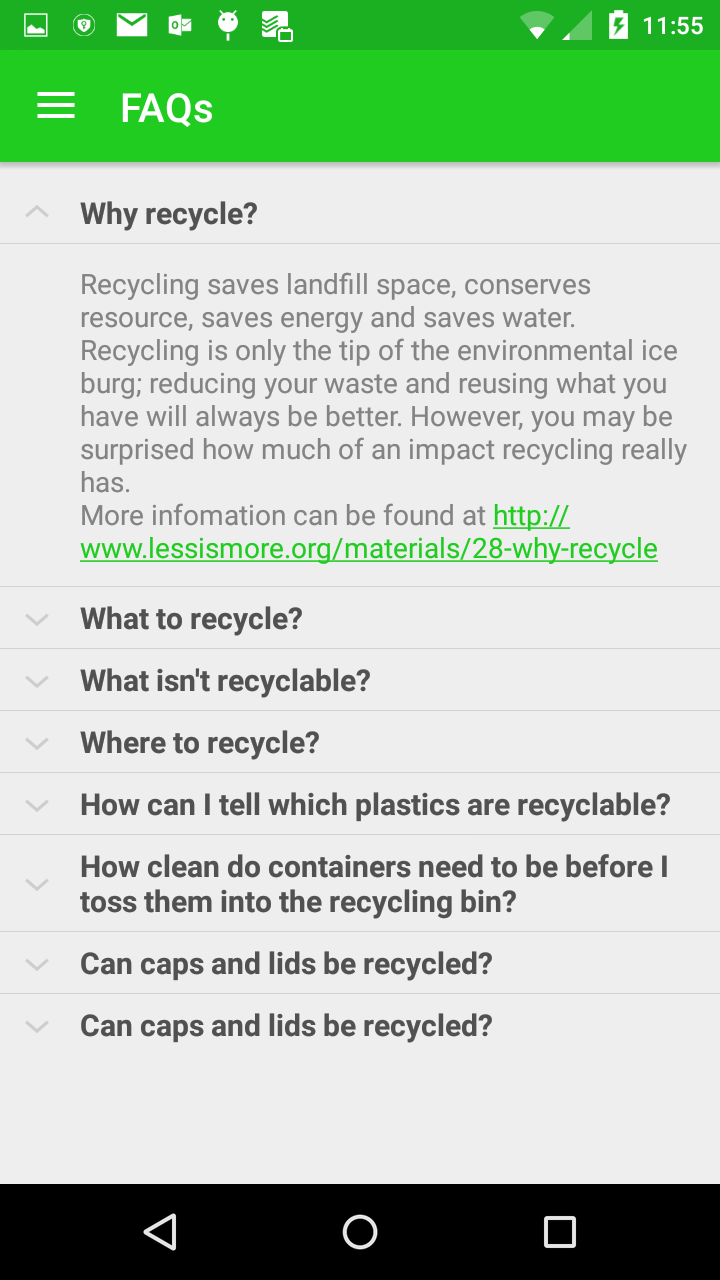 11:55
FAQs
Why recycle?
Recycling saves landfill space, conserves
resource, saves energy and saves water.
Recycling is only the tip of the environmental ice
burg; reducing your waste and reusing what you
have will always be better. However, you may be
surprised how much of an impact recycling really
has.
More infomation can be found at http://
www.lessismore.org/materials/28-why-recycle
What to recycle?
What isn't recyclable?
Where to recycle?
How can I tell which plastics are recyclable?
How clean do containers need to be before I
toss them into the recycling bin?
Can caps and lids be recycled?
Can caps and lids be recycled?